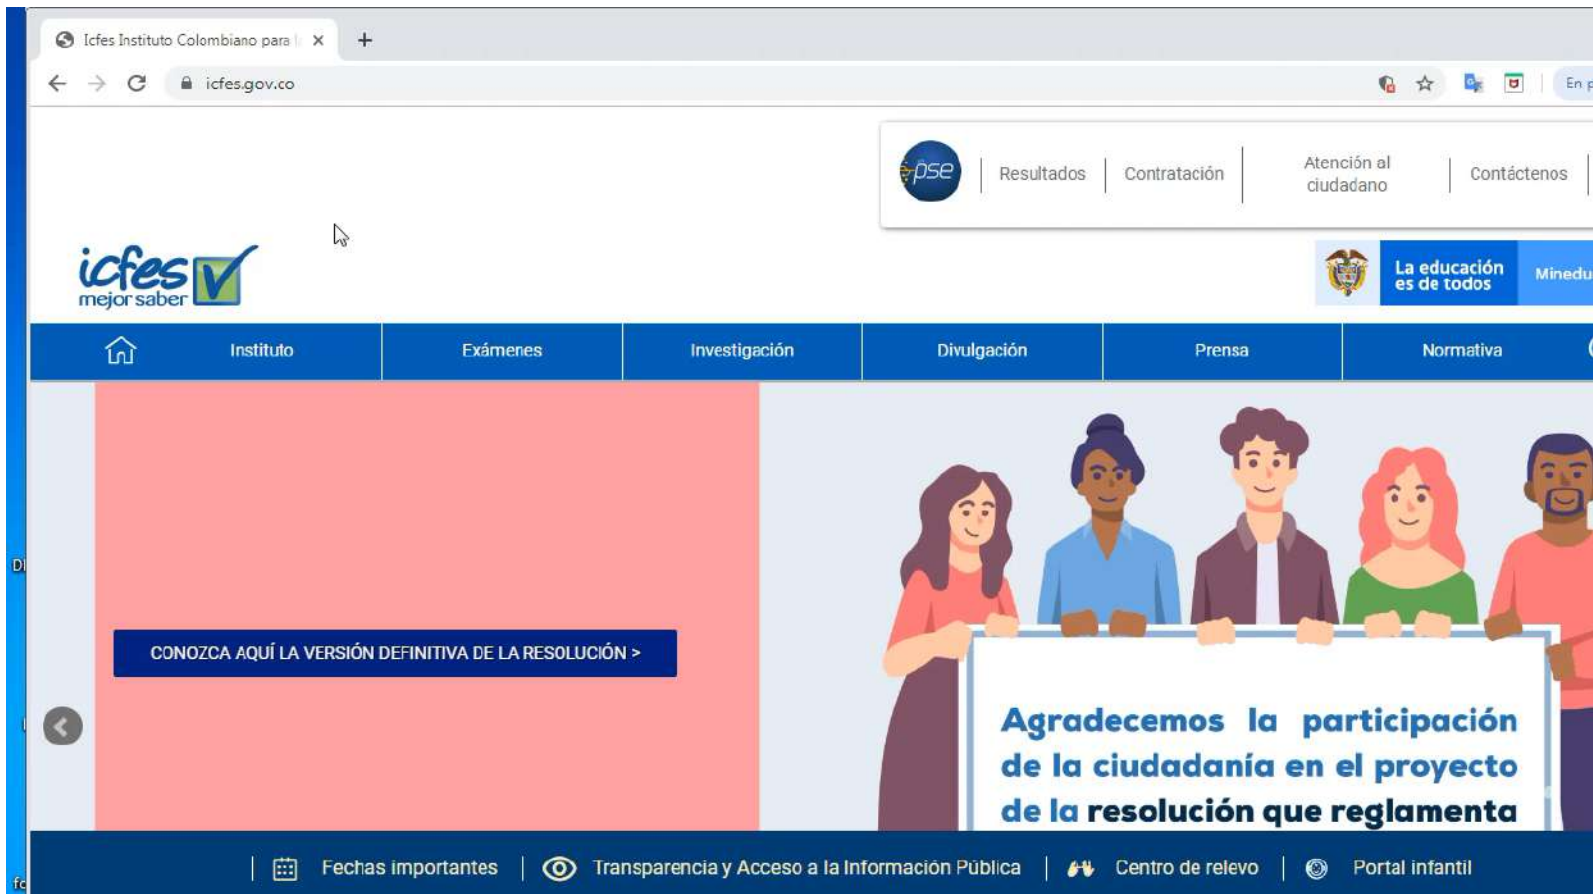 Icfes Instituto Colombiano para l
icfes.gov.co
En p
pse
Resultados
Contratación
Atención al
ciudadano
Contáctenos
icfes
mejor saber
La educación
es de todos
Minedu
Instituto
Exámenes
Investigación
Divulgación
Prensa
Normativa
CONOZCA AQUÍ LA VERSIÓN DEFINITIVA DE LA RESOLUCIÓN >
Agradecemos la participación
de la ciudadanía en el proyecto
de la resolución que reglamenta
Fechas importantes
Transparencia y Acceso a la Información Pública
Centro de relevo
Portal infantil